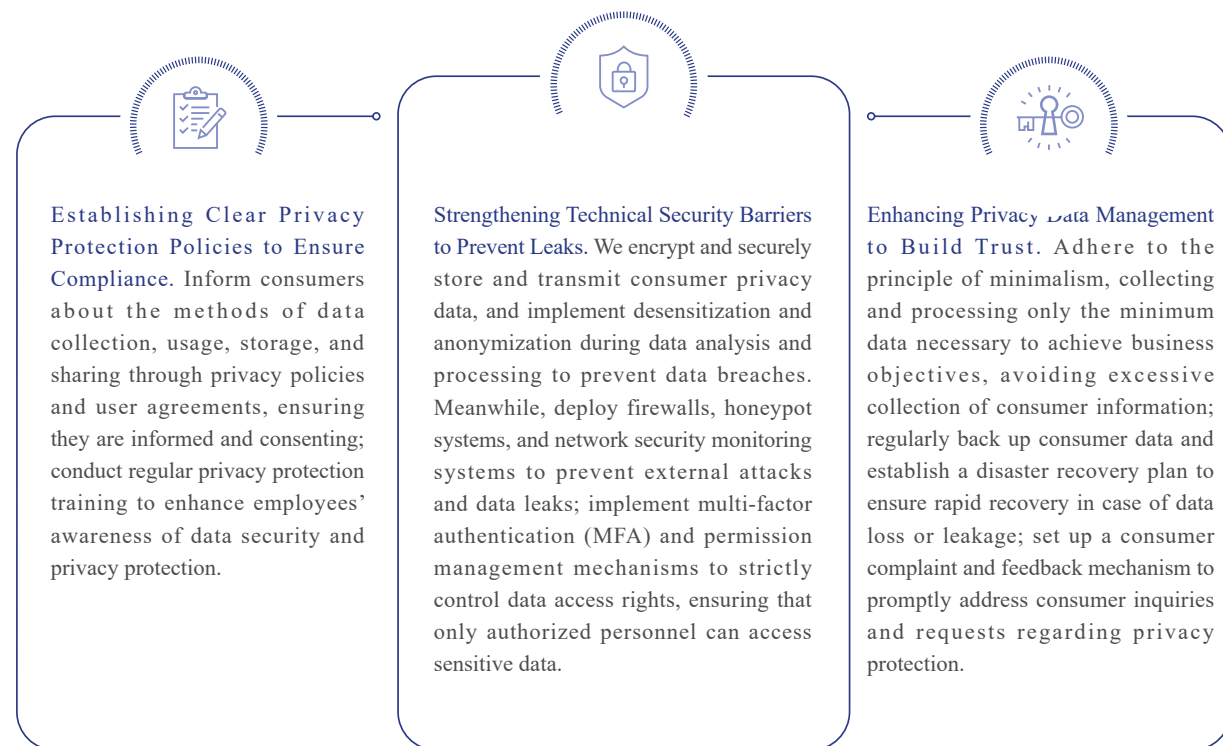 Establishing Clear Privacy
Protection Policies to Ensure
Compliance. Inform consumers
about the methods of data
collection, usage, storage, and
sharing through privacy policies
and user agreements, ensuring
they are informed and consenting;
conduct regular privacy protection
training to enhance employees’
awareness of data security and
privacy protection.
Strengthening Technical Security Barriers
to Prevent Leaks. We encrypt and securely
store and transmit consumer privacy
data, and implement desensitization and
anonymization during data analysis and
processing to prevent data breaches.
Meanwhile, deploy firewalls, honeypot
systems, and network security monitoring
systems to prevent external attacks
and data leaks; implement multi-factor
authentication (MFA) and permission
management mechanisms to strictly
control data access rights, ensuring that
only authorized personnel can access
sensitive data.
Enhancing Privacy Data Management
to Build Trust. Adhere to the
principle of minimalism, collecting
and processing only the minimum
data necessary to achieve business
objectives, avoiding excessive
collection of consumer information;
regularly back up consumer data and
establish a disaster recovery plan to
ensure rapid recovery in case of data
loss or leakage; set up a consumer
complaint and feedback mechanism to
promptly address consumer inquiries
and requests regarding privacy
protection.